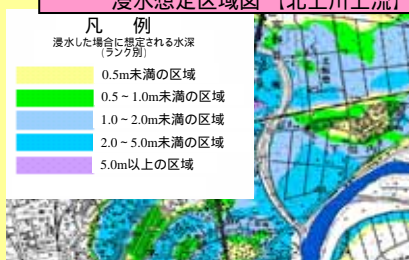 浸水想定区域図 【北上川上流】
凡 例
浸水した場合に想定される水深
(ランク別)
0.5m未満の区域
0.5~1.0m未満の区域
1.0~2.0m未満の区域
2.0~5.0m未満の区域
5.0m以上の区域